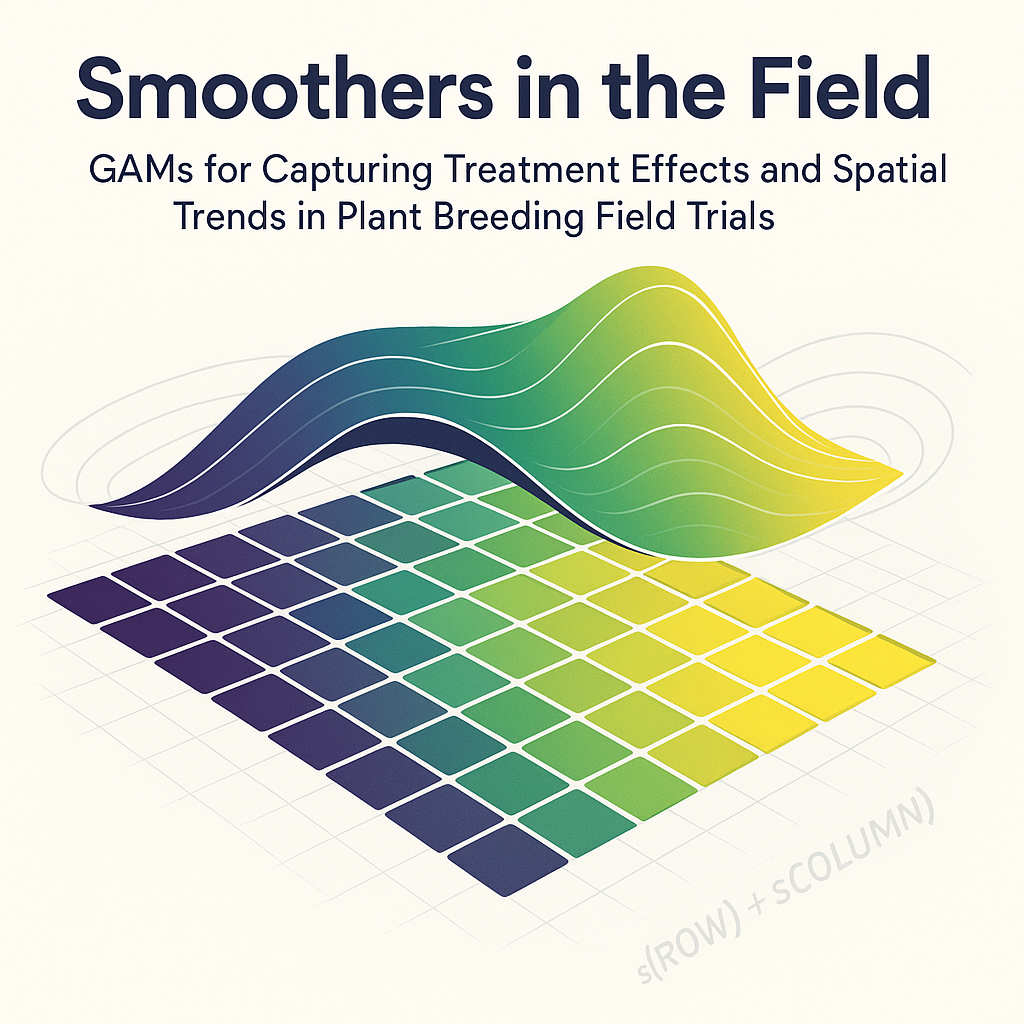 Smoothers in the Field
GAMs for Capturing Treatment Effects and Spatial
Trends in Plant Breeding Field Trials
s(ROW) + sCOLUMN)